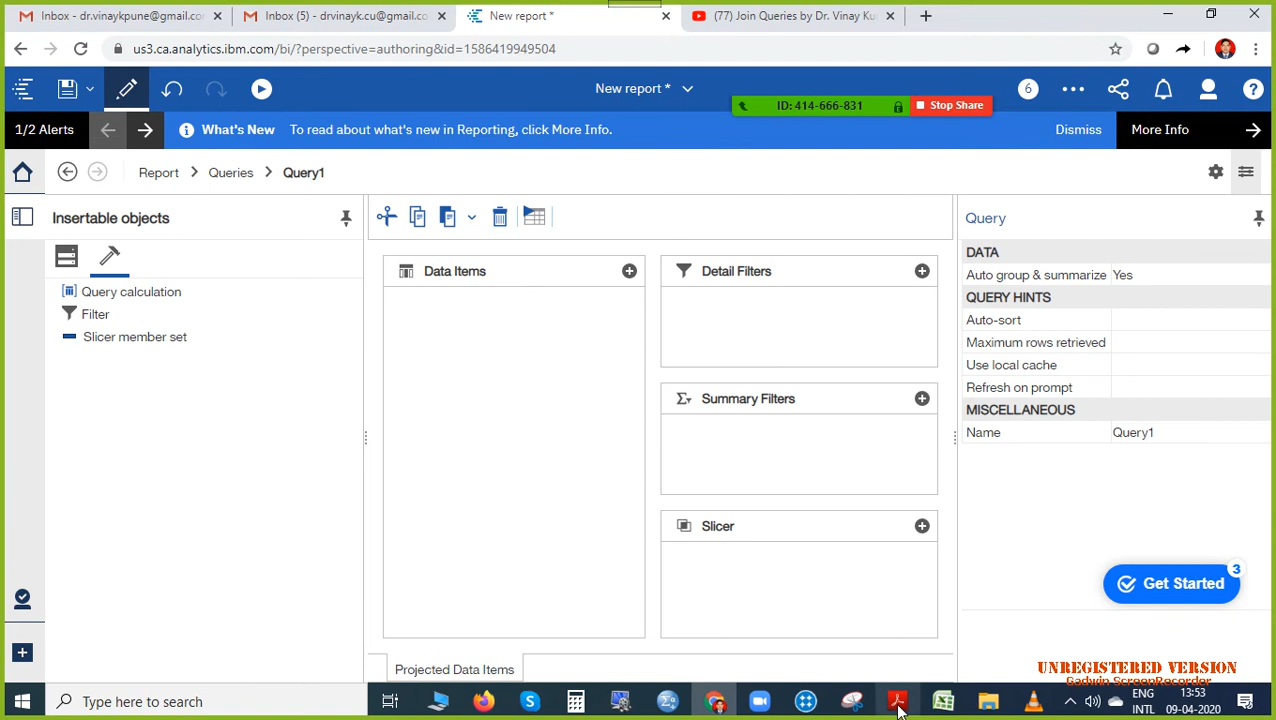 Inbox - dr.vinaykpune@gmail.com
Inbox (5) - drvinayk.cu@gmail.co
New report *
(77) Join Queries by Dr. Vinay Ku
us3.ca.analytics.ibm.com/bi/?perspective=authoring&id=1586419949504
New report *
6
ID: 414-666-831
Stop Share
1/2 Alerts
What's New
To read about what's new in Reporting, click More Info.
Dismiss
More Info
Report
Queries
Query1
Insertable objects
Query calculation
Filter
Slicer member set
Data Items
Detail Filters
Summary Filters
Slicer
Projected Data Items
Query
DATA
Auto group & summarize Yes
QUERY HINTS
Auto-sort
Maximum rows retrieved
Use local cache
Refresh on prompt
MISCELLANEOUS
Name Query1
Get Started
3
UNREGISTERED VERSION
Gadwin ScreenRecorder
Type here to search
ENG
INTL
13:53
09-04-2020